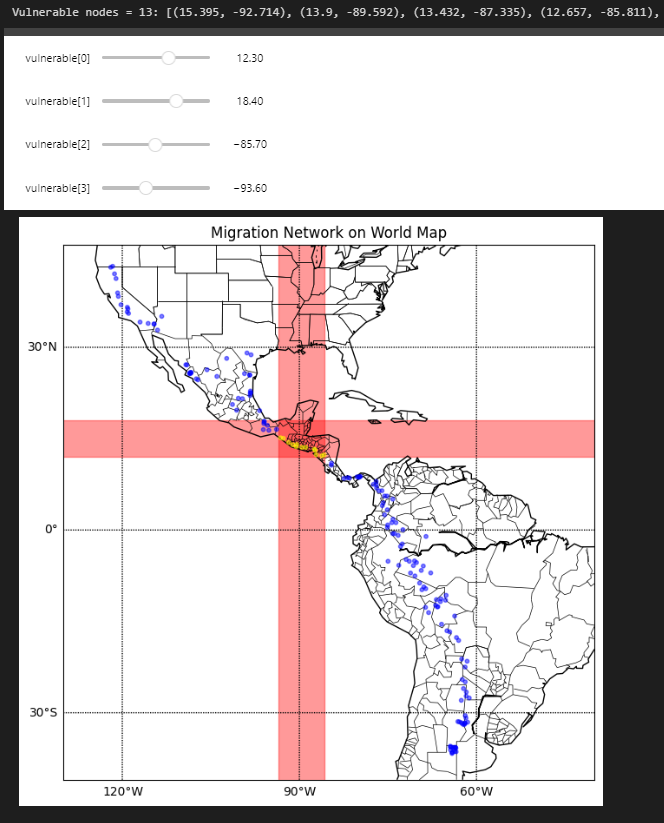 Vulnerable nodes = 13: [(15.395, -92.714), (13.9, -89.592), (13.432, -87.335), (12.657, -85.811),
vulnerable[0] 12.30
vulnerable[1] 18.40
vulnerable[2] −85.70
vulnerable[3] −93.60
Migration Network on World Map
30°N
0°
30°S
120°W 90°W 60°W